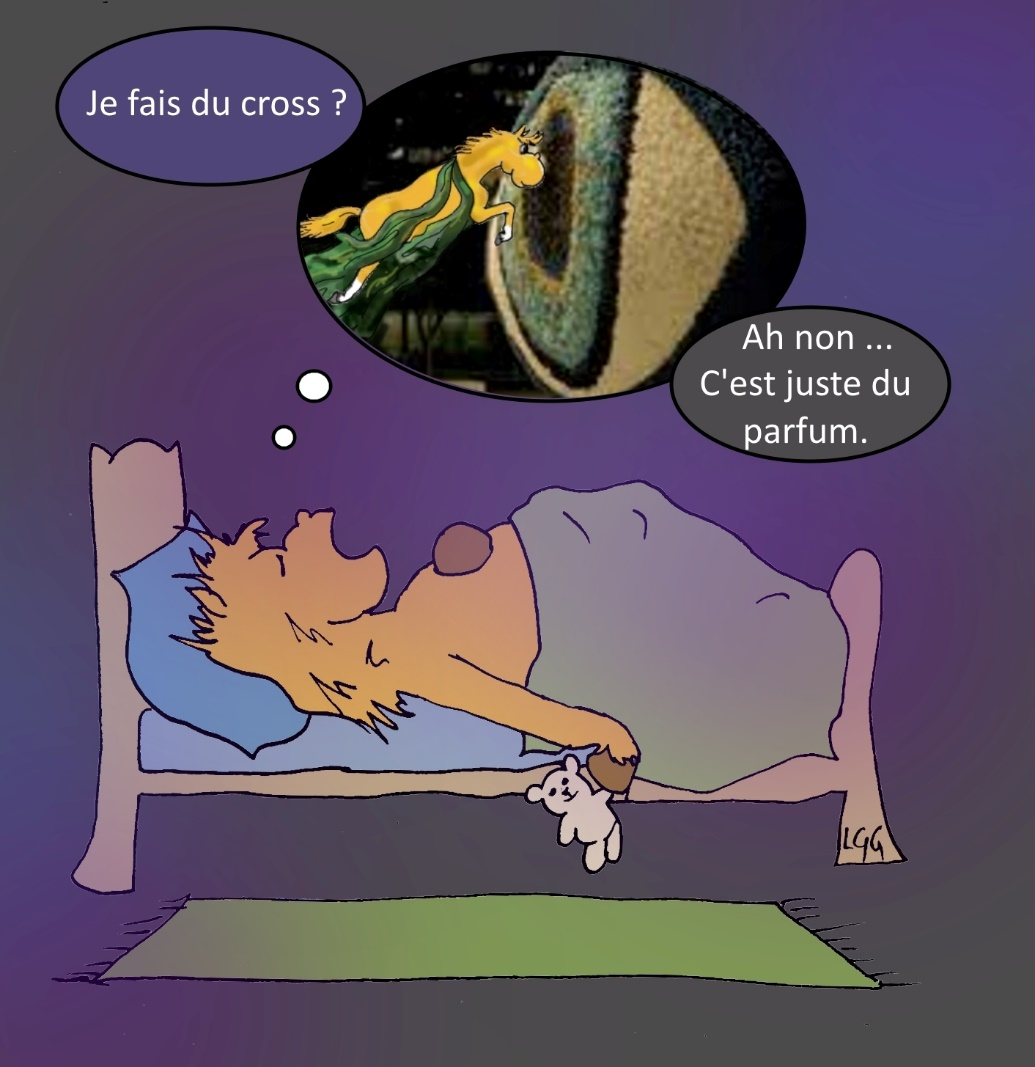 Je fais du cross ?
Ah non ...
C'est juste du
parfum.
LGG